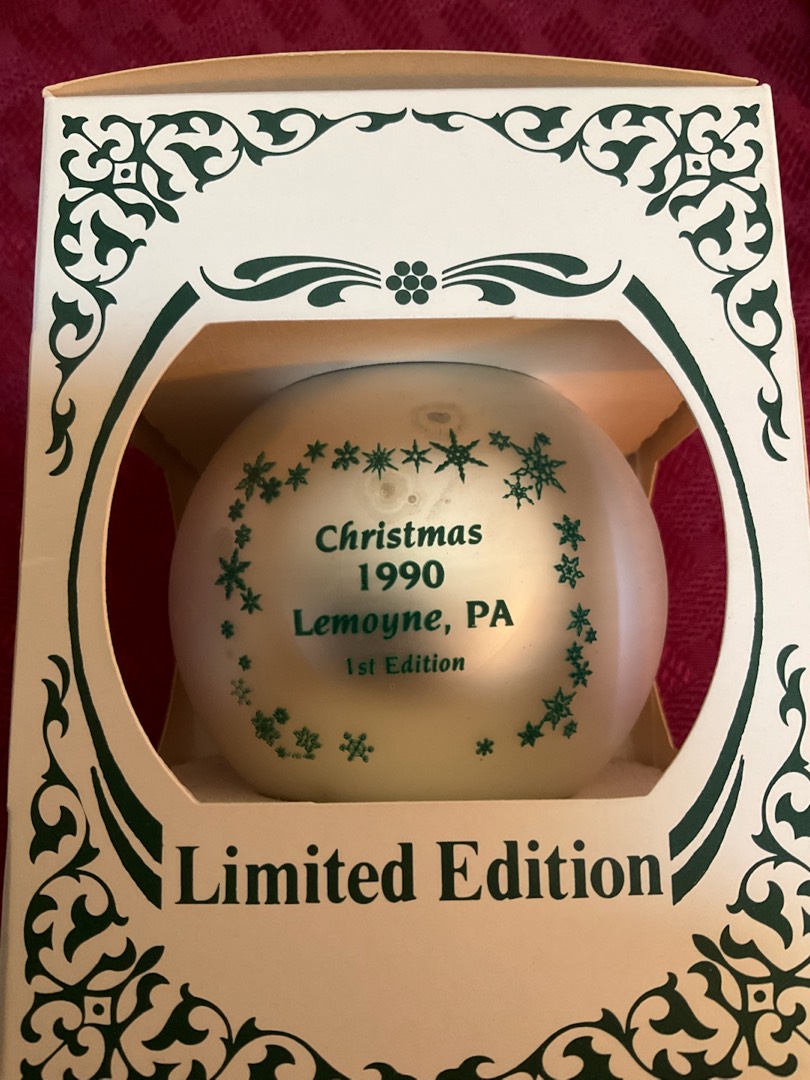 Christmas
1990
Lemoyne, PA
1st Edition
Limited Edition